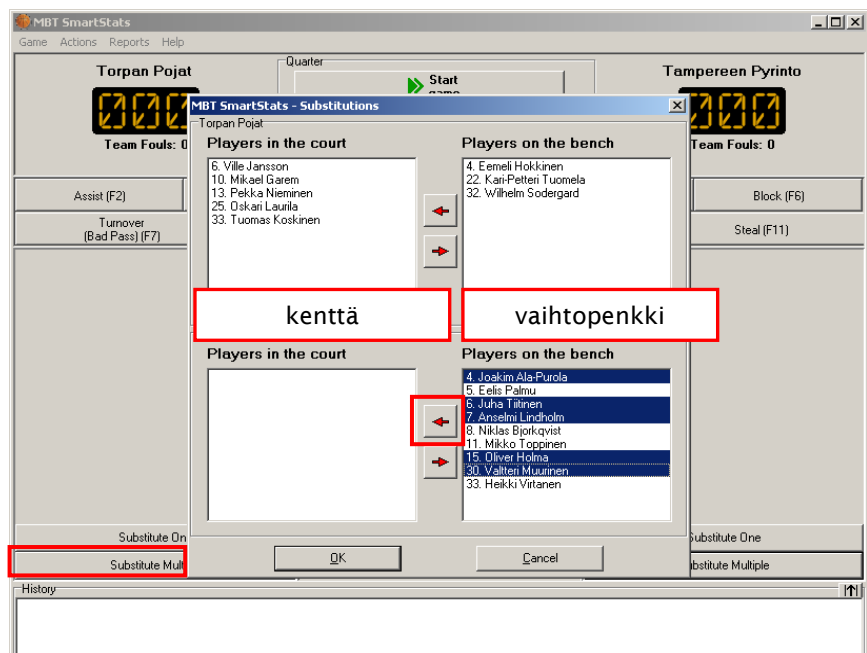 MBT SmartStats
Game Actions Reports Help
Torpan Pojat
Quarter
Start
game
Tampereen Pyrinto
000
000
Team Fouls: 0
Team Fouls: 0
Assist (F2)
Block (F6)
Turnover
(Bad Pass) (F7)
Steal (F11)
MBT SmartStats - Substitutions
Torpan Pojat
Players in the court
Players on the bench
6. Ville Jansson
10. Mikael Garem
13. Pekka Nieminen
25. Oskari Laurila
33. Tuomas Koskinen
4. Eemeli Hokkinen
22. Kari-Petteri Tuomela
32. Wilhelm Sodergard
kenttä
vaihtopenkki
Players in the court
Players on the bench
4. Joakim Ala-Purola
5. Eelis Palmu
6. Juha Tiitinen
7. Anselmi Lindholm
8. Niklas Bjorkqvist
11. Mikko Toppinen
15. Oliver Holma
30. Valtteri Muurinen
33. Heikki Virtanen
OK
Cancel
Substitute On
Substitute One
Substitute Mult
bstitute Multiple
History